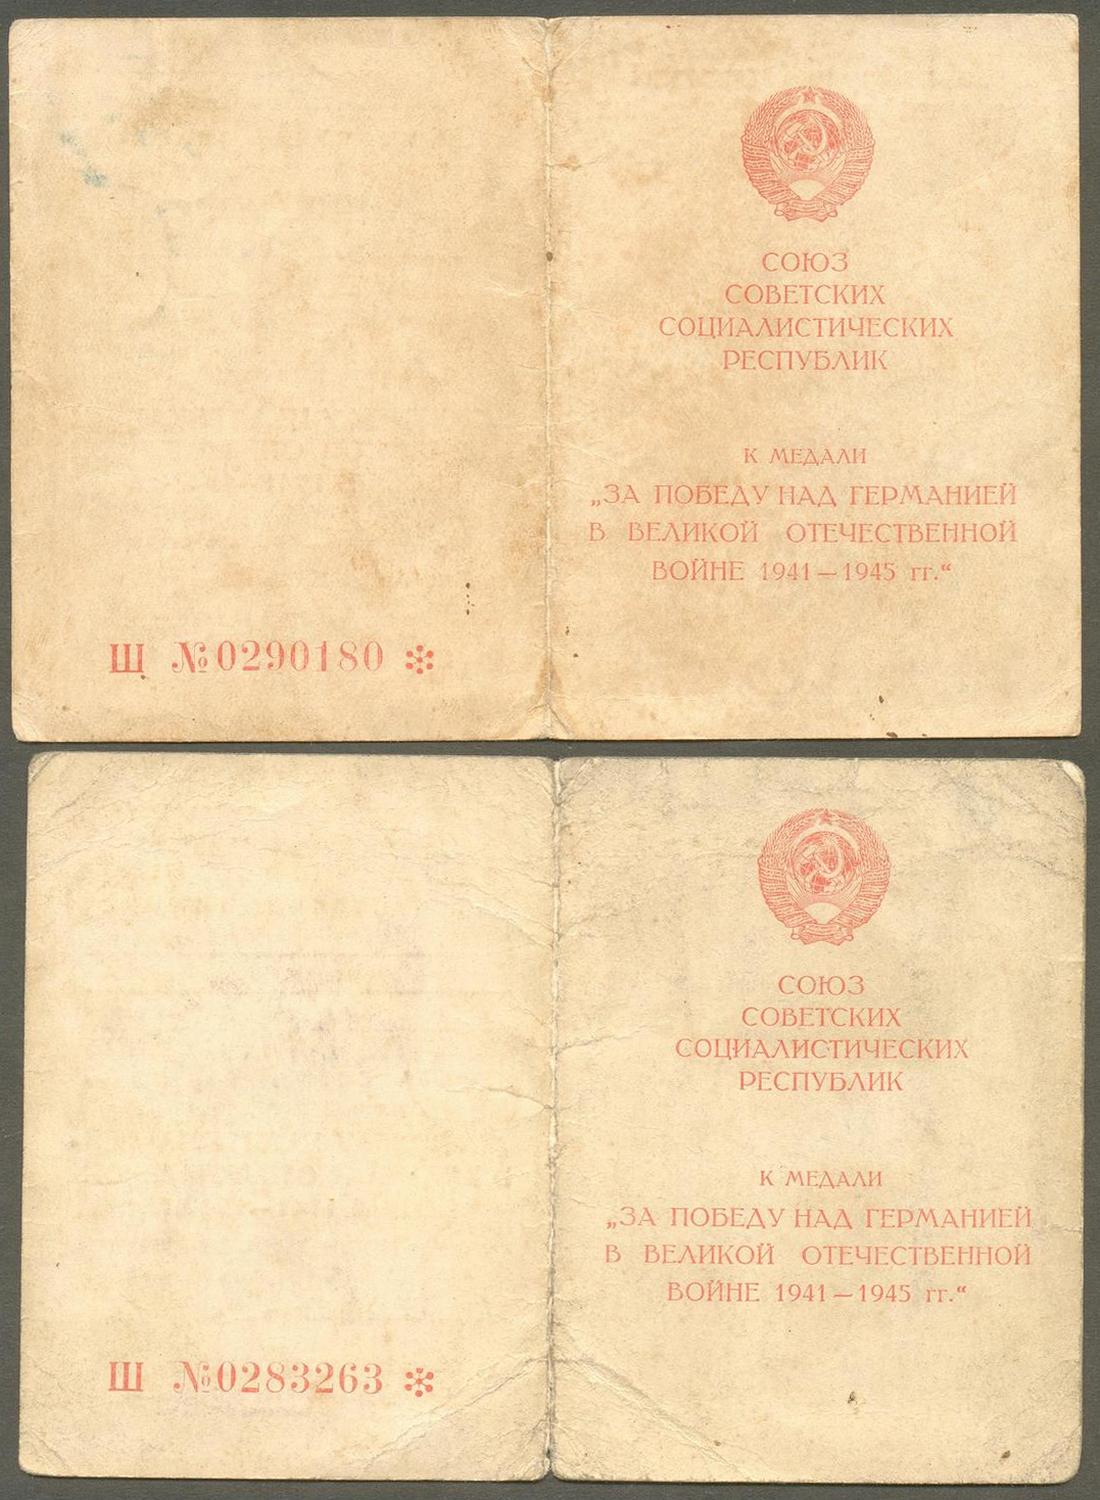 СОЮЗ
СОВЕТСКИХ
СОЦИАЛИСТИЧЕСКИХ
РЕСПУБЛИК
К МЕДАЛИ
„ЗА ПОБЕДУ НАД ГЕРМАНИЕЙ
В ВЕЛИКОЙ ОТЕЧЕСТВЕННОЙ
ВОЙНЕ 1941—1945 гг.“
Ш №0290180
СОЮЗ
СОВЕТСКИХ
СОЦИАЛИСТИЧЕСКИХ
РЕСПУБЛИК
К МЕДАЛИ
„ЗА ПОБЕДУ НАД ГЕРМАНИЕЙ
В ВЕЛИКОЙ ОТЕЧЕСТВЕННОЙ
ВОЙНЕ 1941—1945 гг.“
Ш №0283263